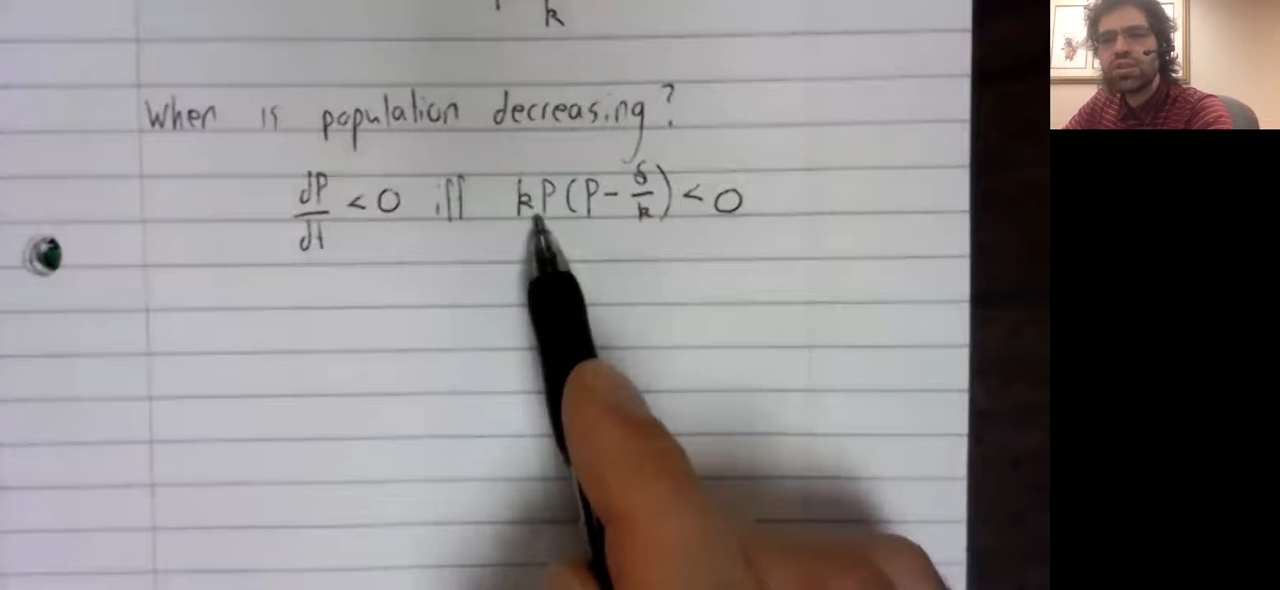 k
When is population decreasing?
dP/dt < 0 iff kP(P - δ/k) < 0